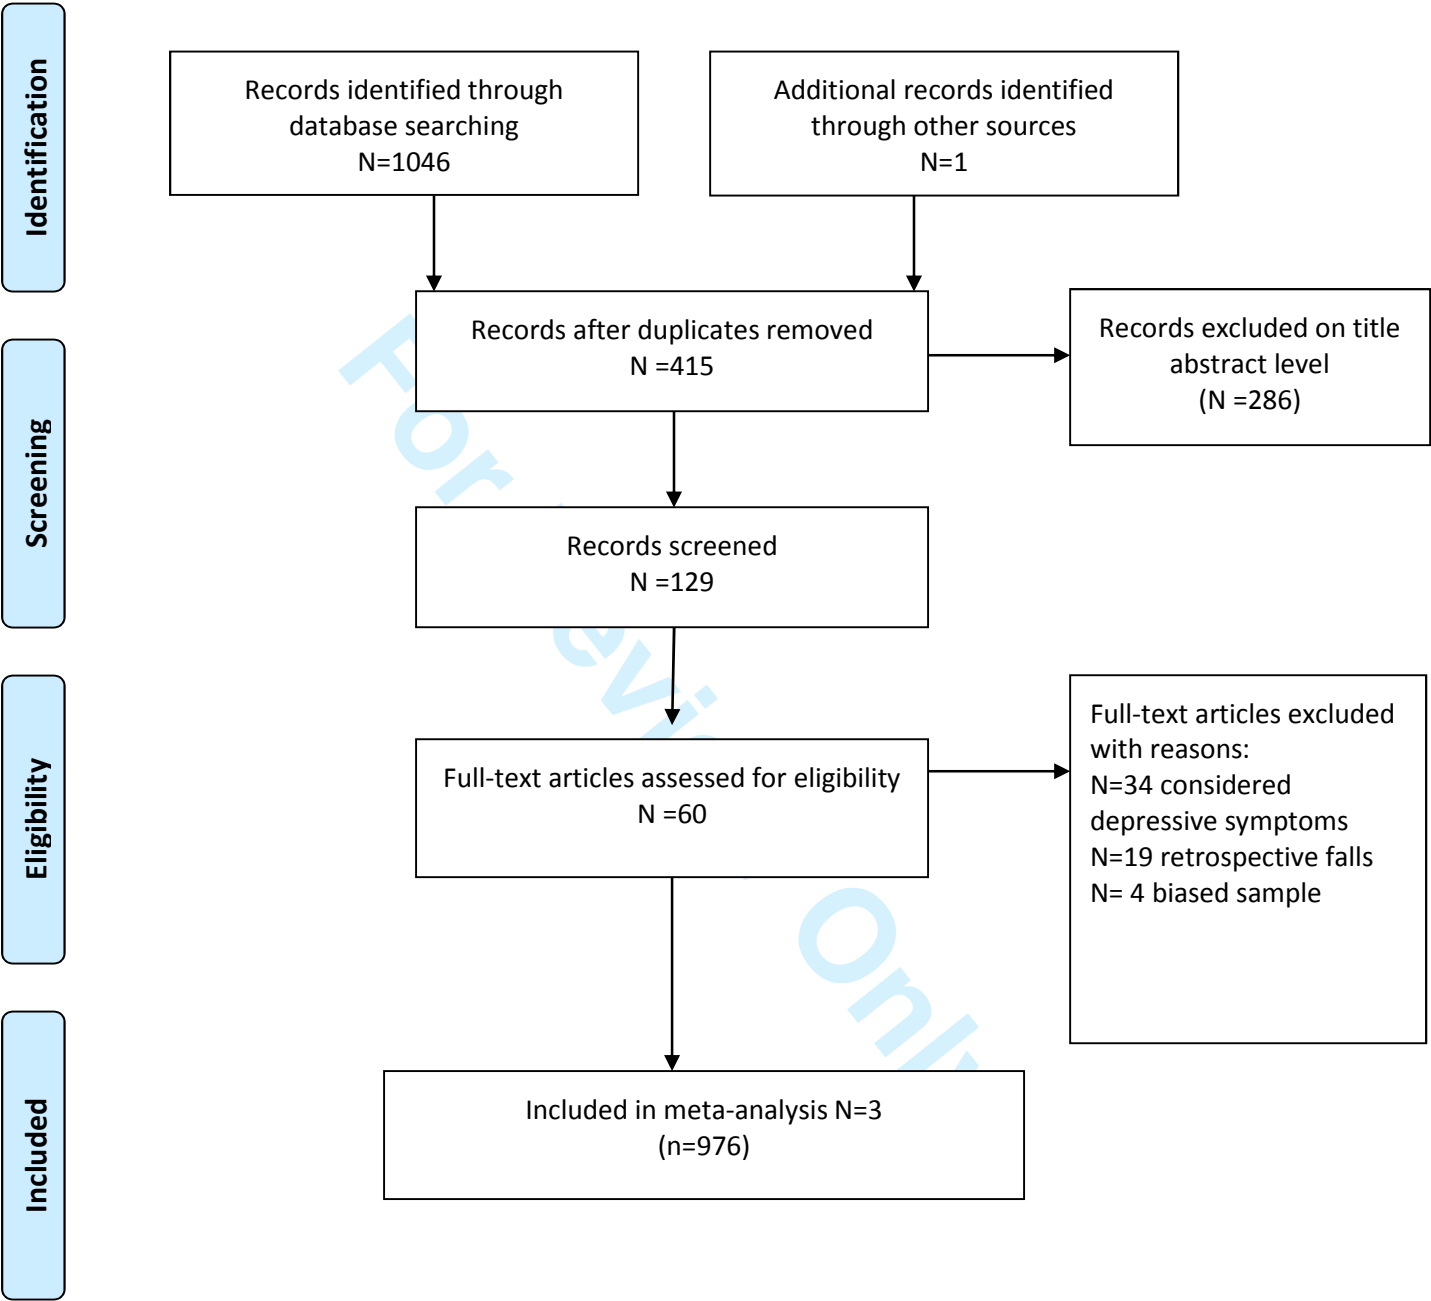 Identification
Records identified through
database searching
N=1046
Additional records identified
through other sources
N=1
Records after duplicates removed
N =415
Records excluded on title
abstract level
(N =286)
Screening
Records screened
N =129
Eligibility
Full-text articles assessed for eligibility
N =60
Full-text articles excluded
with reasons:
N=34 considered
depressive symptoms
N=19 retrospective falls
N= 4 biased sample
Included
Included in meta-analysis N=3
(n=976)
For Review Only